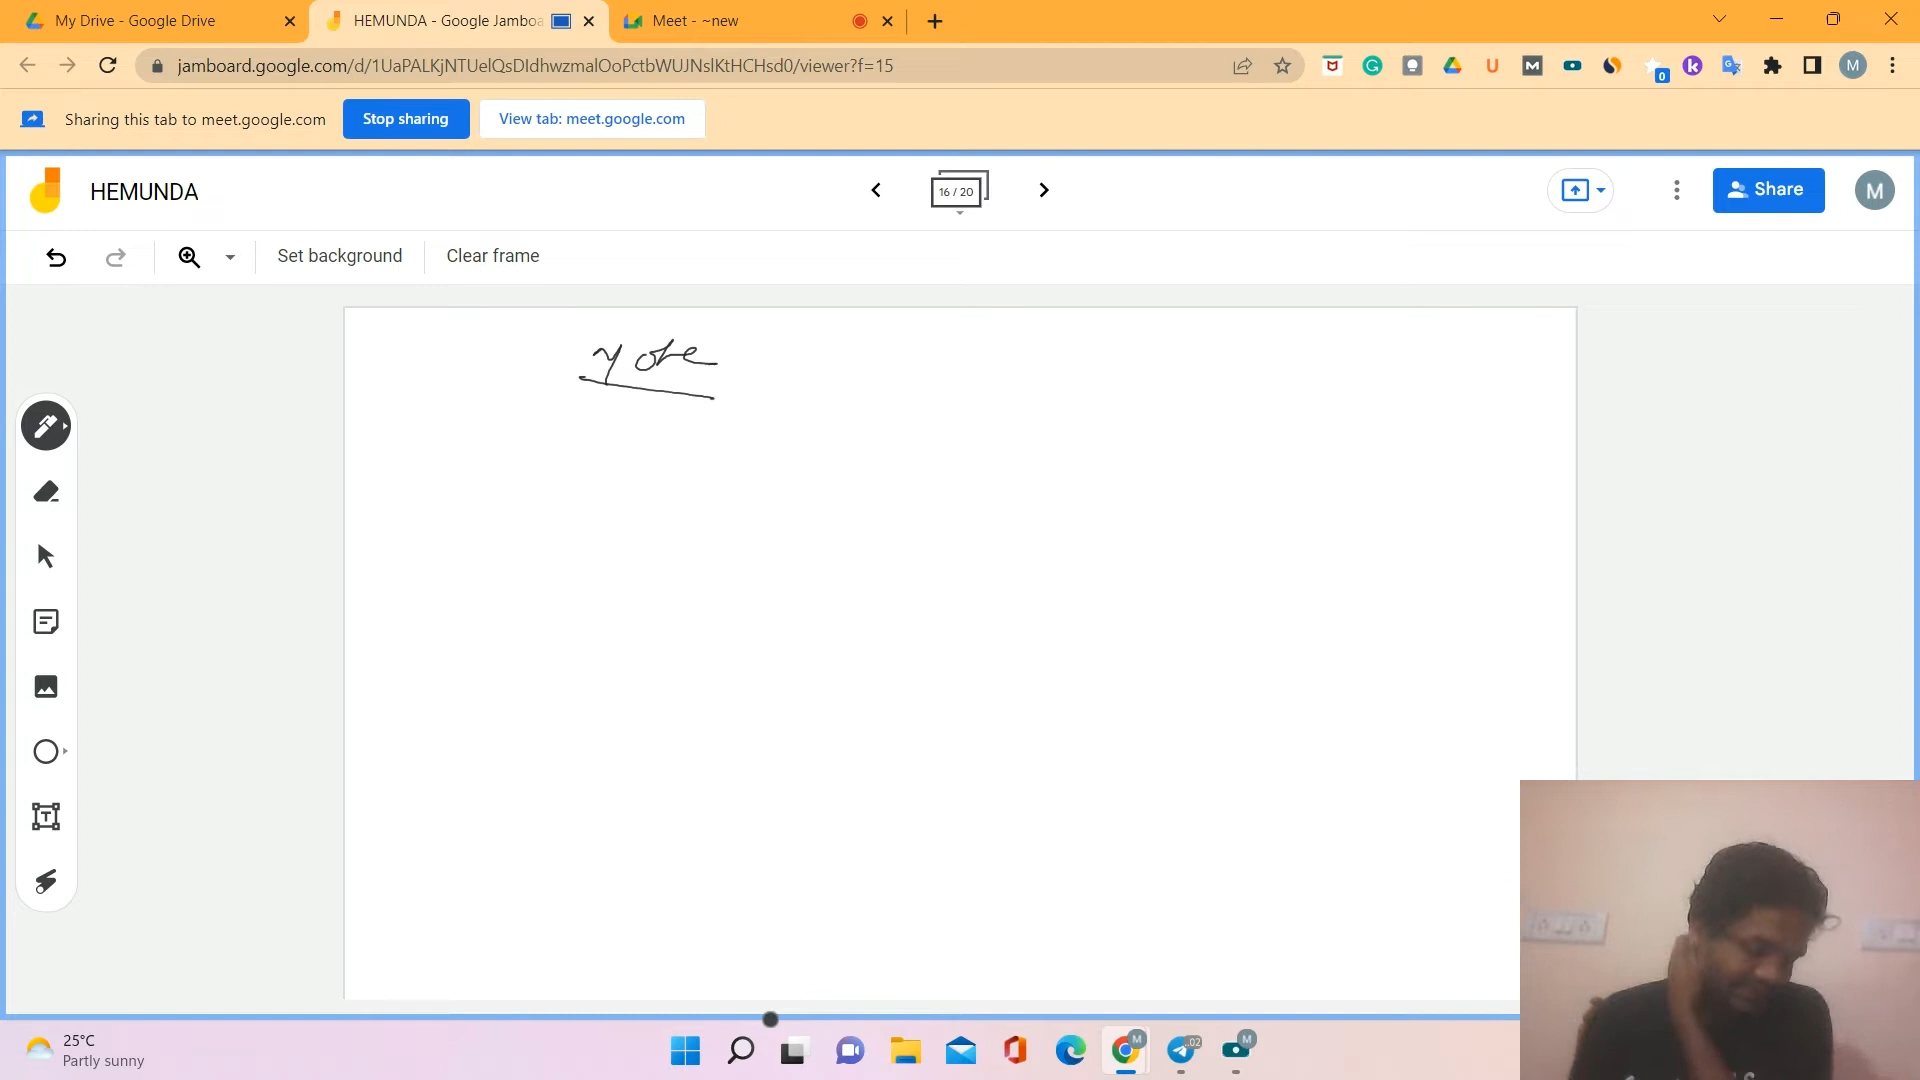 My Drive - Google Drive
HEMUNDA - Google Jamboa
Meet - ~new
jamboard.google.com/d/1UaPALKjNTUelQsDIdhwzmalOoPctbWUJNslKtHCHsd0/viewer?f=15
0
M
Sharing this tab to meet.google.com
Stop sharing
View tab: meet.google.com
HEMUNDA
16 / 20
Share
M
Set background
Clear frame
Note
25°C
Partly sunny
M
02
M